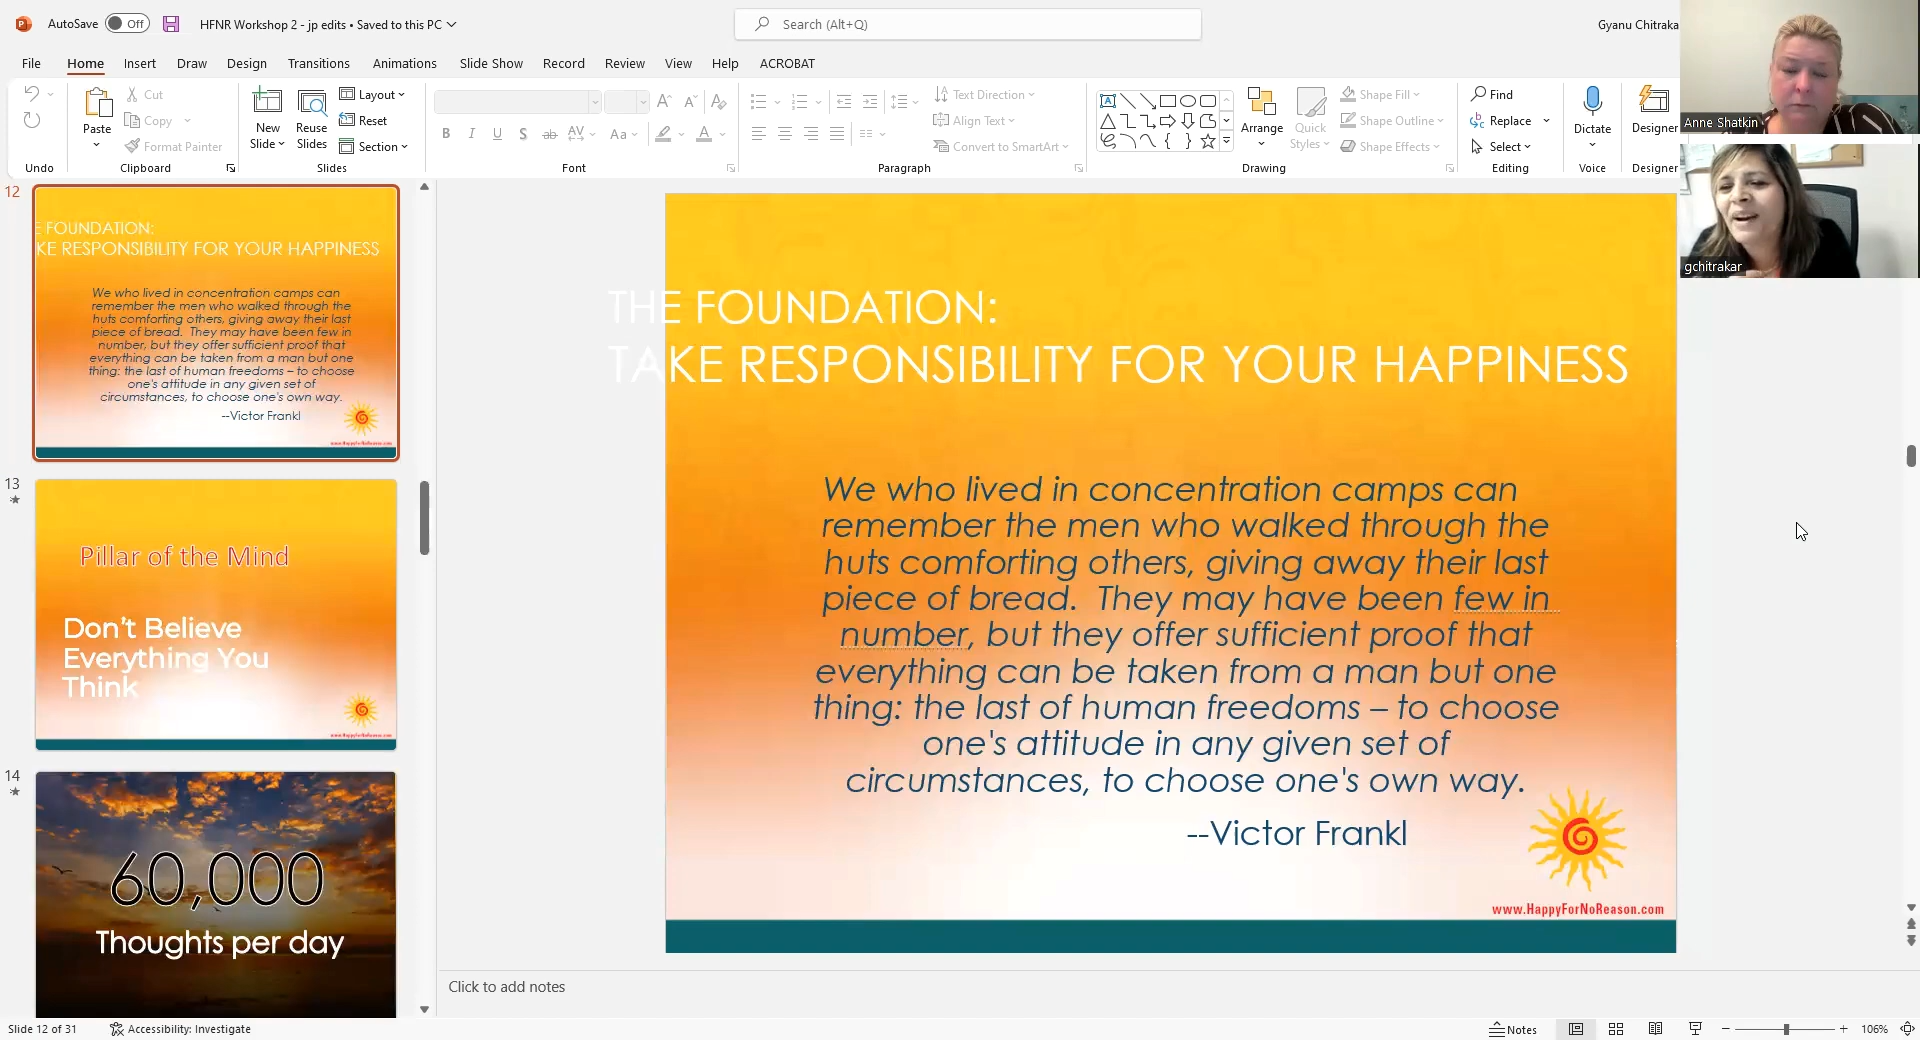 AutoSave Off HFNR Workshop 2 - jp edits • Saved to this PC Search (Alt+Q) Gyanu Chitraka
File Home Insert Draw Design Transitions Animations Slide Show Record Review View Help ACROBAT
Paste
Cut
Copy
Format Painter
New
Slide
Reuse
Slides
Layout
Reset
Section
B I U S ab AV Aa A
Text Direction
Align Text
Convert to SmartArt
Arrange
Quick
Styles
Shape Fill
Shape Outline
Shape Effects
Find
Replace
Select
Dictate
Designer
Undo Clipboard Slides Font Paragraph Drawing Editing Voice Designer
Anne Shatkin
gchitrakar
12
E FOUNDATION:
KE RESPONSIBILITY FOR YOUR HAPPINESS
We who lived in concentration camps can
remember the men who walked through the
huts comforting others, giving away their last
piece of bread. They may have been few in
number, but they offer sufficient proof that
everything can be taken from a man but one
thing: the last of human freedoms – to choose
one's attitude in any given set of
circumstances, to choose one's own way.
--Victor Frankl
www.HappyForNoReason.com
13
Pillar of the Mind
Don't Believe
Everything You
Think
www.HappyForNoReason.com
14
60,000
Thoughts per day
THE FOUNDATION:
TAKE RESPONSIBILITY FOR YOUR HAPPINESS
We who lived in concentration camps can
remember the men who walked through the
huts comforting others, giving away their last
piece of bread. They may have been few in
number, but they offer sufficient proof that
everything can be taken from a man but one
thing: the last of human freedoms – to choose
one's attitude in any given set of
circumstances, to choose one's own way.
--Victor Frankl
www.HappyForNoReason.com
Click to add notes
Slide 12 of 31 Accessibility: Investigate Notes 106%